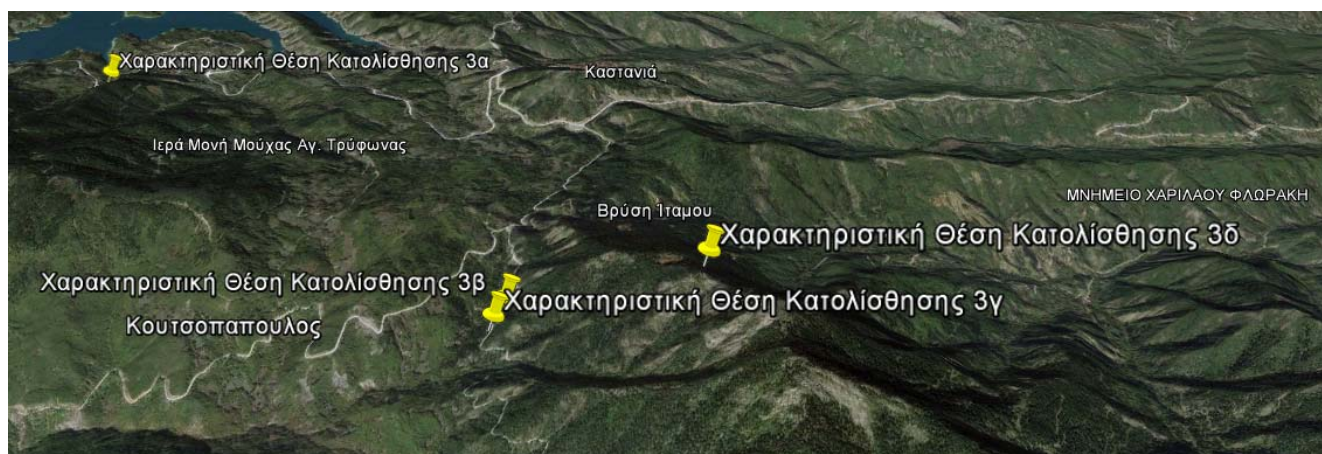 Χαρακτηριστική Θέση Κατολίσθησης 3α
Καστανιά
Ιερά Μονή Μούχας Αγ. Τρύφωνας
ΜΝΗΜΕΙΟ ΧΑΡΙΛΑΟΥ ΦΛΩΡΑΚΗ
Βρύση Ίταμου
Χαρακτηριστική Θέση Κατολίσθησης 3δ
Χαρακτηριστική Θέση Κατολίσθησης 3β
Χαρακτηριστική Θέση Κατολίσθησης 3γ
Κουτσοπαπουλος